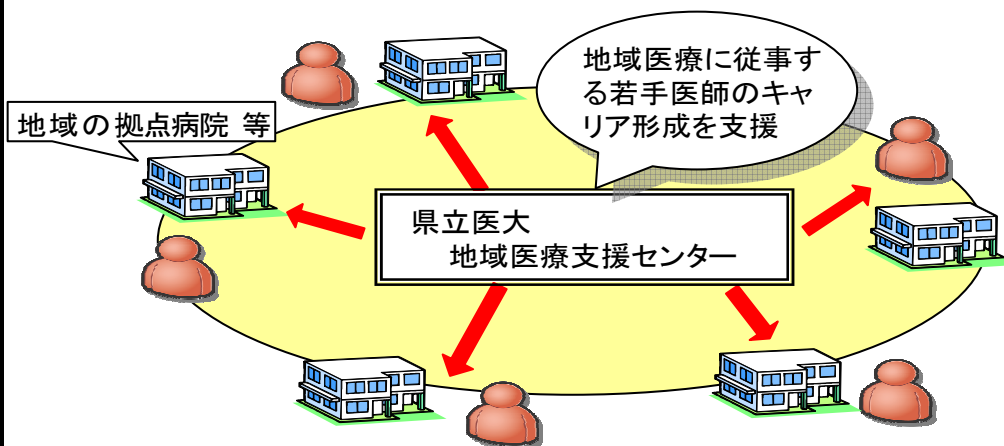 地域医療に従事す
る若手医師のキャ
リア形成を支援
地域の拠点病院 等
県立医大
地域医療支援センター